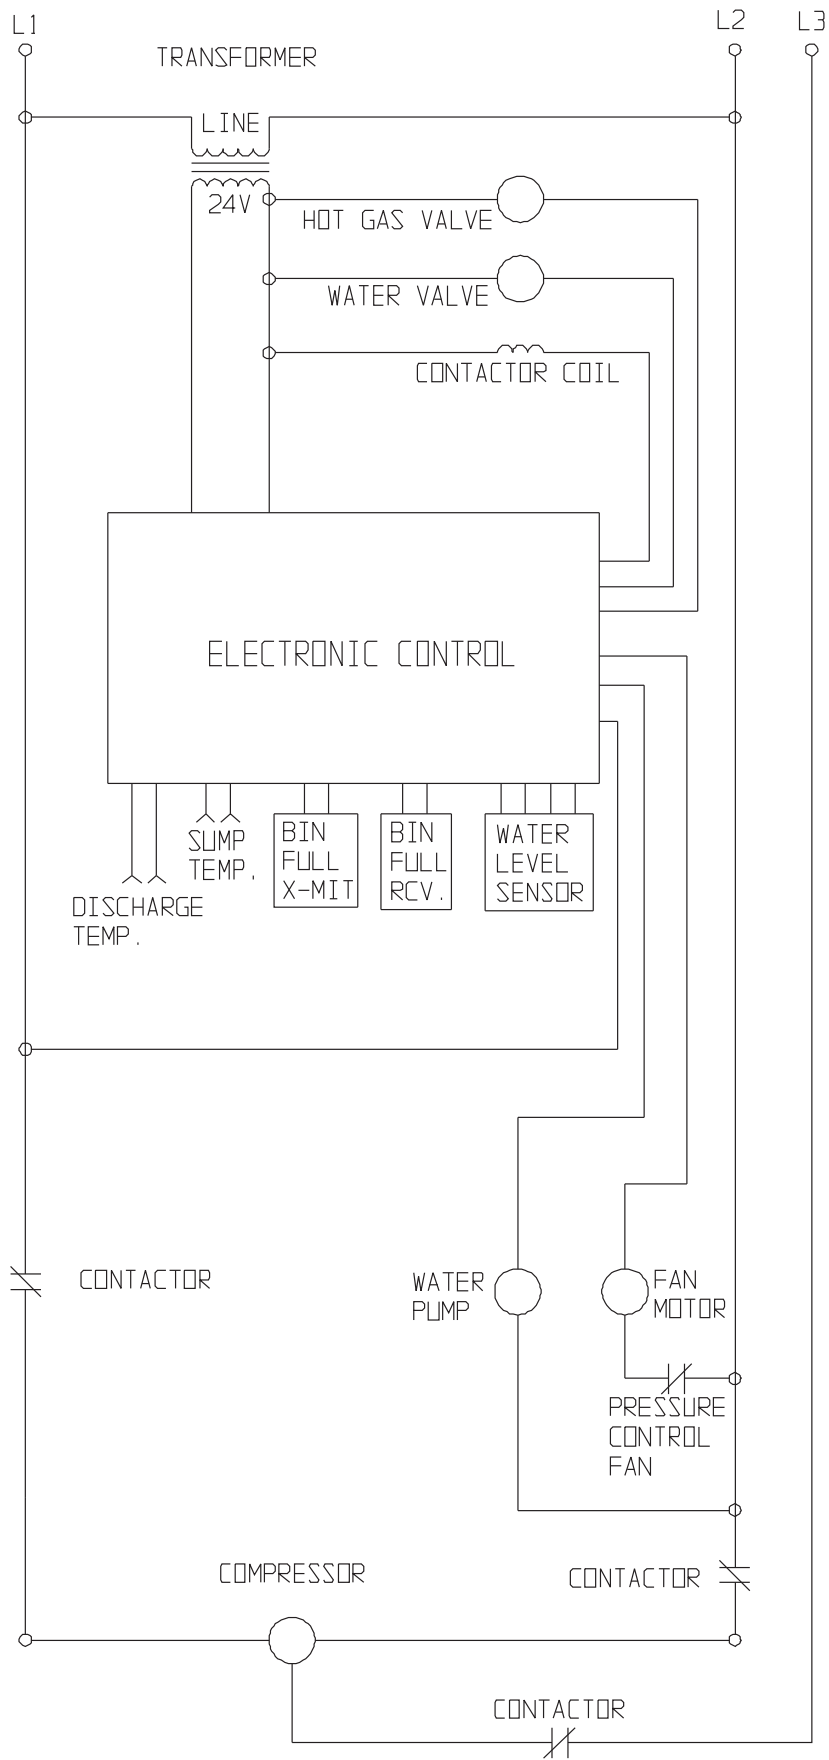 L1
L2
L3
TRANSFORMER
LINE
24V
HOT GAS VALVE
WATER VALVE
CONTACTOR COIL
ELECTRONIC CONTROL
DISCHARGE
TEMP.
SUMP
TEMP.
BIN
FULL
X-MIT
BIN
FULL
RCV.
WATER
LEVEL
SENSOR
CONTACTOR
WATER
PUMP
FAN
MOTOR
PRESSURE
CONTROL
FAN
COMPRESSOR
CONTACTOR
CONTACTOR